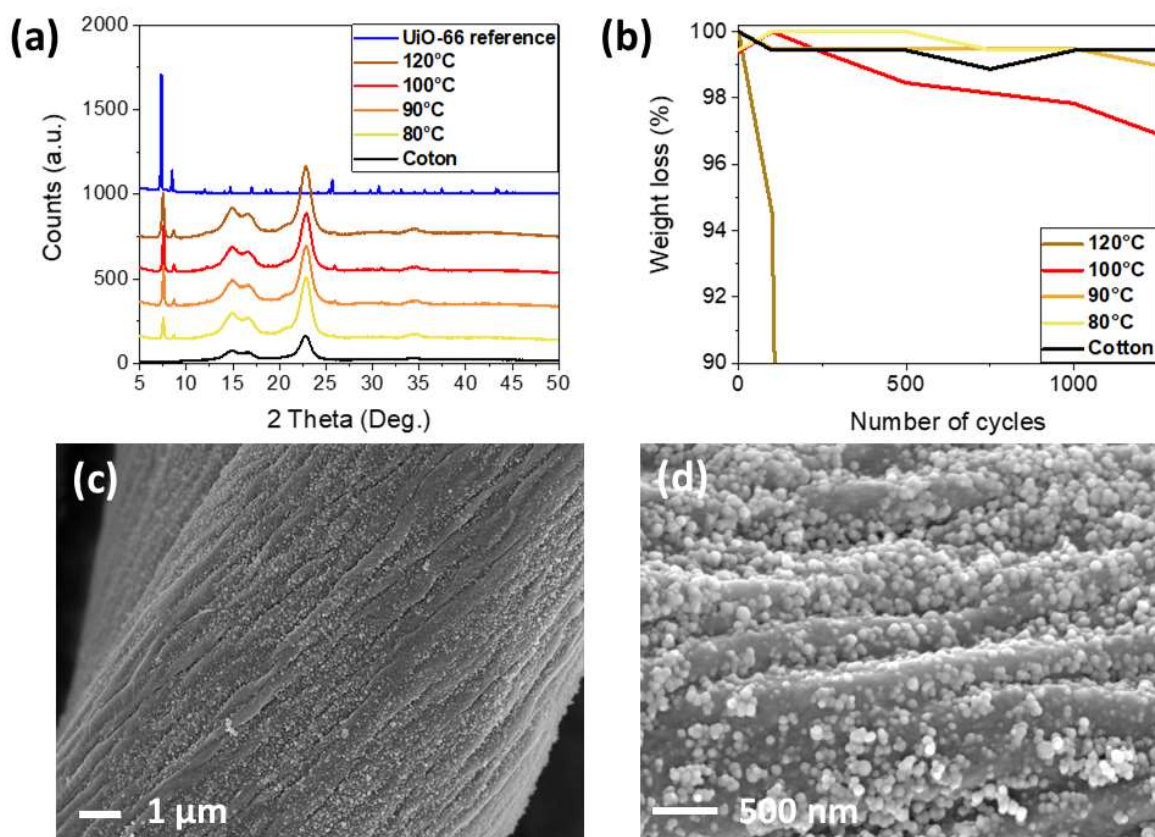 (a)
2000
1500
1000
500
0
Counts (a.u.)
UiO-66 reference
120°C
100°C
90°C
80°C
Coton
5 10 15 20 25 30 35 40 45 50
2 Theta (Deg.)
(b)
100
98
96
94
92
90
Weight loss (%)
120°C
100°C
90°C
80°C
Cotton
0 500 1000
Number of cycles
(c)
1 µm
(d)
500 nm